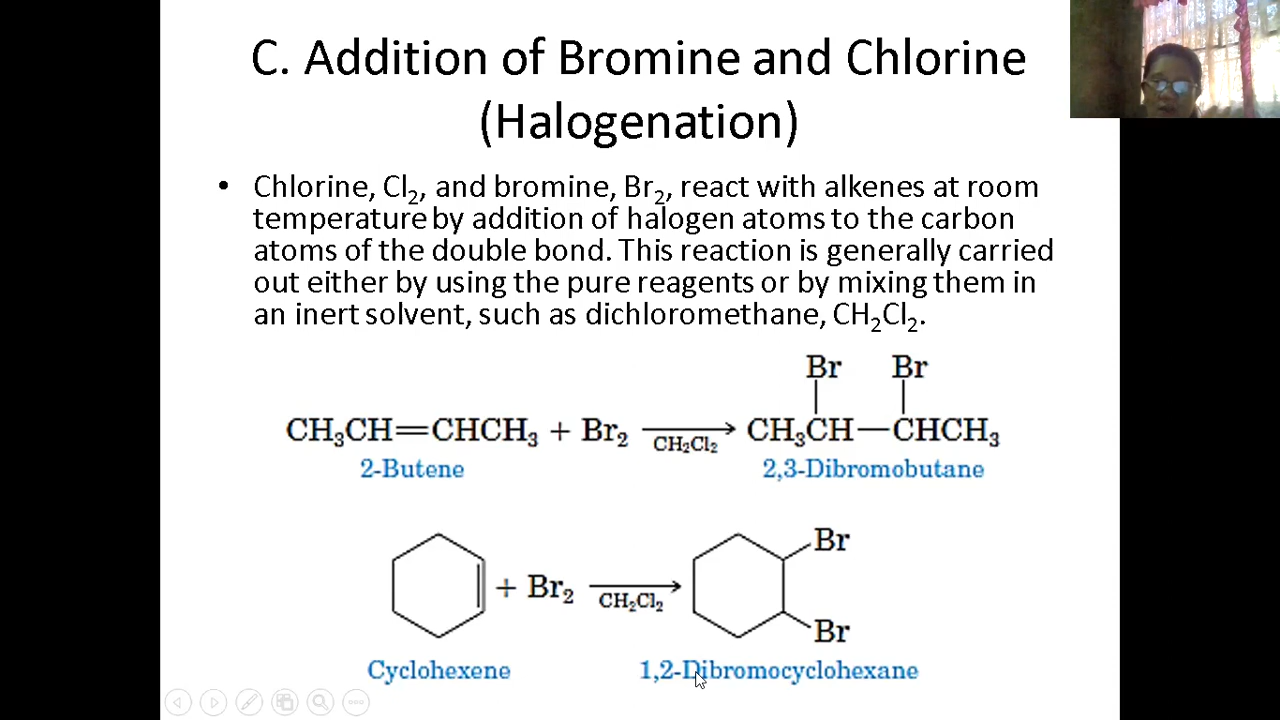 C. Addition of Bromine and Chlorine
(Halogenation)
• Chlorine, Cl₂, and bromine, Br₂, react with alkenes at room
temperature by addition of halogen atoms to the carbon
atoms of the double bond. This reaction is generally carried
out either by using the pure reagents or by mixing them in
an inert solvent, such as dichloromethane, CH₂Cl₂.
Br Br
CH₃CH=CHCH₃ + Br₂ → CH₃CH—CHCH₃
CH₂Cl₂
2-Butene 2,3-Dibromobutane
Br
+ Br₂ →
CH₂Cl₂
Br
Cyclohexene 1,2-Dibromocyclohexane